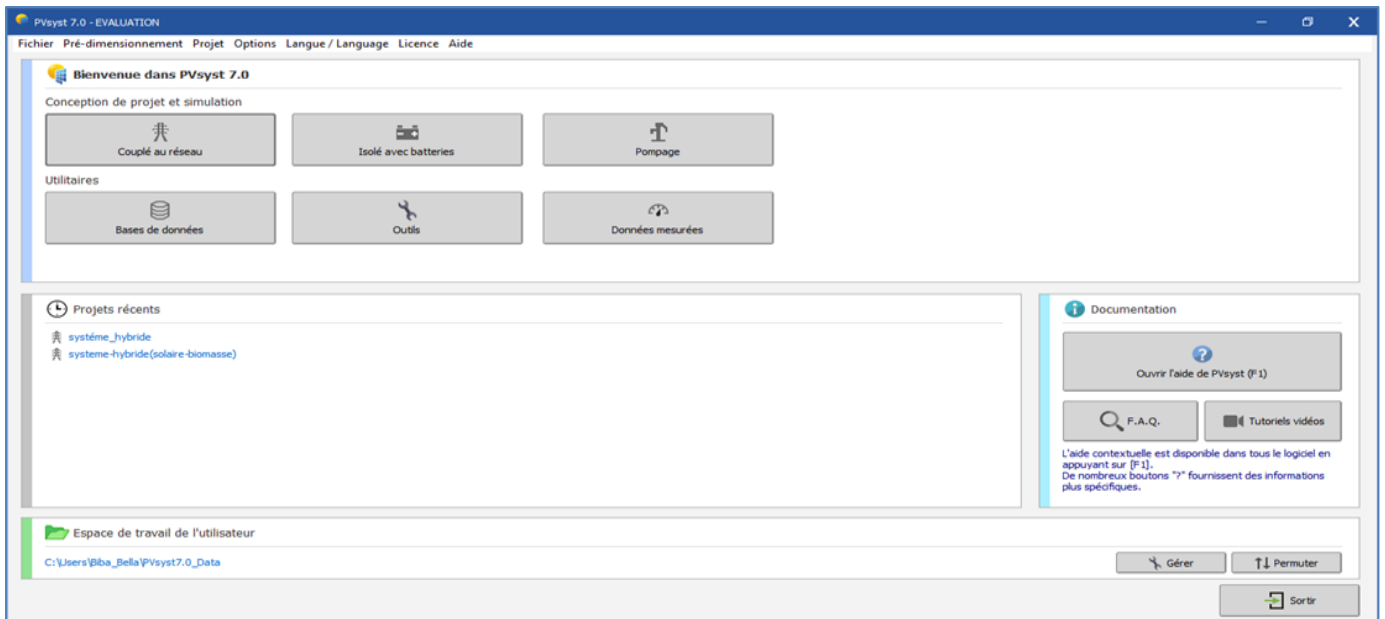 PVsyst 7.0 - EVALUATION
Fichier Pré-dimensionnement Projet Options Langue / Language Licence Aide
Bienvenue dans PVsyst 7.0
Conception de projet et simulation
Couplé au réseau
Isolé avec batteries
Pompage
Utilitaires
Bases de données
Outils
Données mesurées
Projets récents
systéme_hybride
systeme-hybride(solaire-biomasse)
Documentation
Ouvrir l'aide de PVsyst (F1)
F.A.Q.
Tutoriels vidéos
L'aide contextuelle est disponible dans tous le logiciel en
appuyant sur [F1].
De nombreux boutons "?" fournissent des informations
plus spécifiques.
Espace de travail de l'utilisateur
C:\Users\Biba_Bella\PVsyst7.0_Data
Gérer
Permuter
Sortir